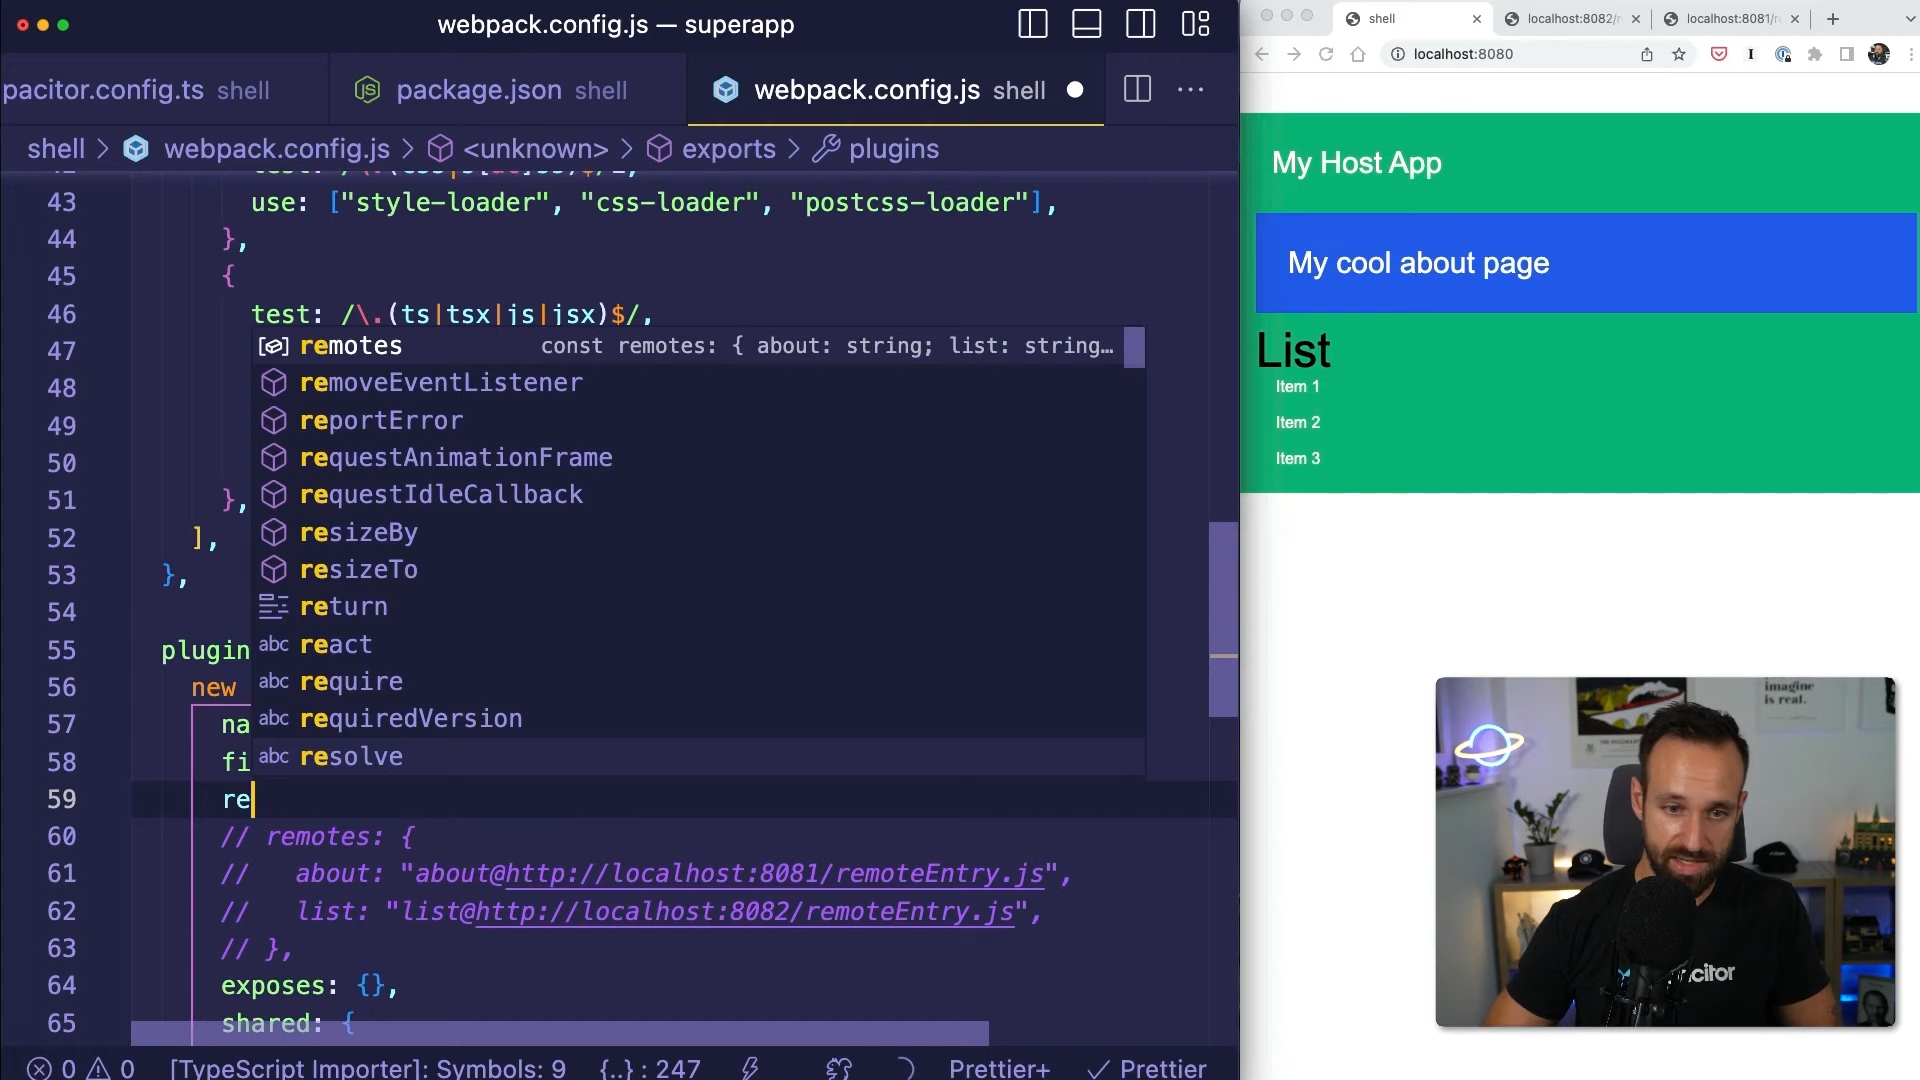 webpack.config.js — superapp
pacitor.config.ts shell
package.json shell
webpack.config.js shell
shell > webpack.config.js > <unknown> > exports > plugins
43 use: ["style-loader", "css-loader", "postcss-loader"],
44 },
45 {
46 test: /\.(ts|tsx|js|jsx)$/,
47
remotes const remotes: { about: string; list: string…
removeEventListener
48
reportError
49
requestAnimationFrame
50
requestIdleCallback
51 },
resizeBy
52 ],
resizeTo
53 },
return
54
react
55 plugin
require
56 new
requiredVersion
57 na
resolve
58 fi
59 re
60 // remotes: {
61 // about: "about@http://localhost:8081/remoteEntry.js",
62 // list: "list@http://localhost:8082/remoteEntry.js",
63 // },
64 exposes: {},
65 shared: {
0 0 [TypeScript Importer]: Symbols: 9 {..} : 247 Prettier+ ✓ Prettier
shell
localhost:8082/r
localhost:8081/r
localhost:8080
My Host App
My cool about page
List
Item 1
Item 2
Item 3
imagine
is real.
citor